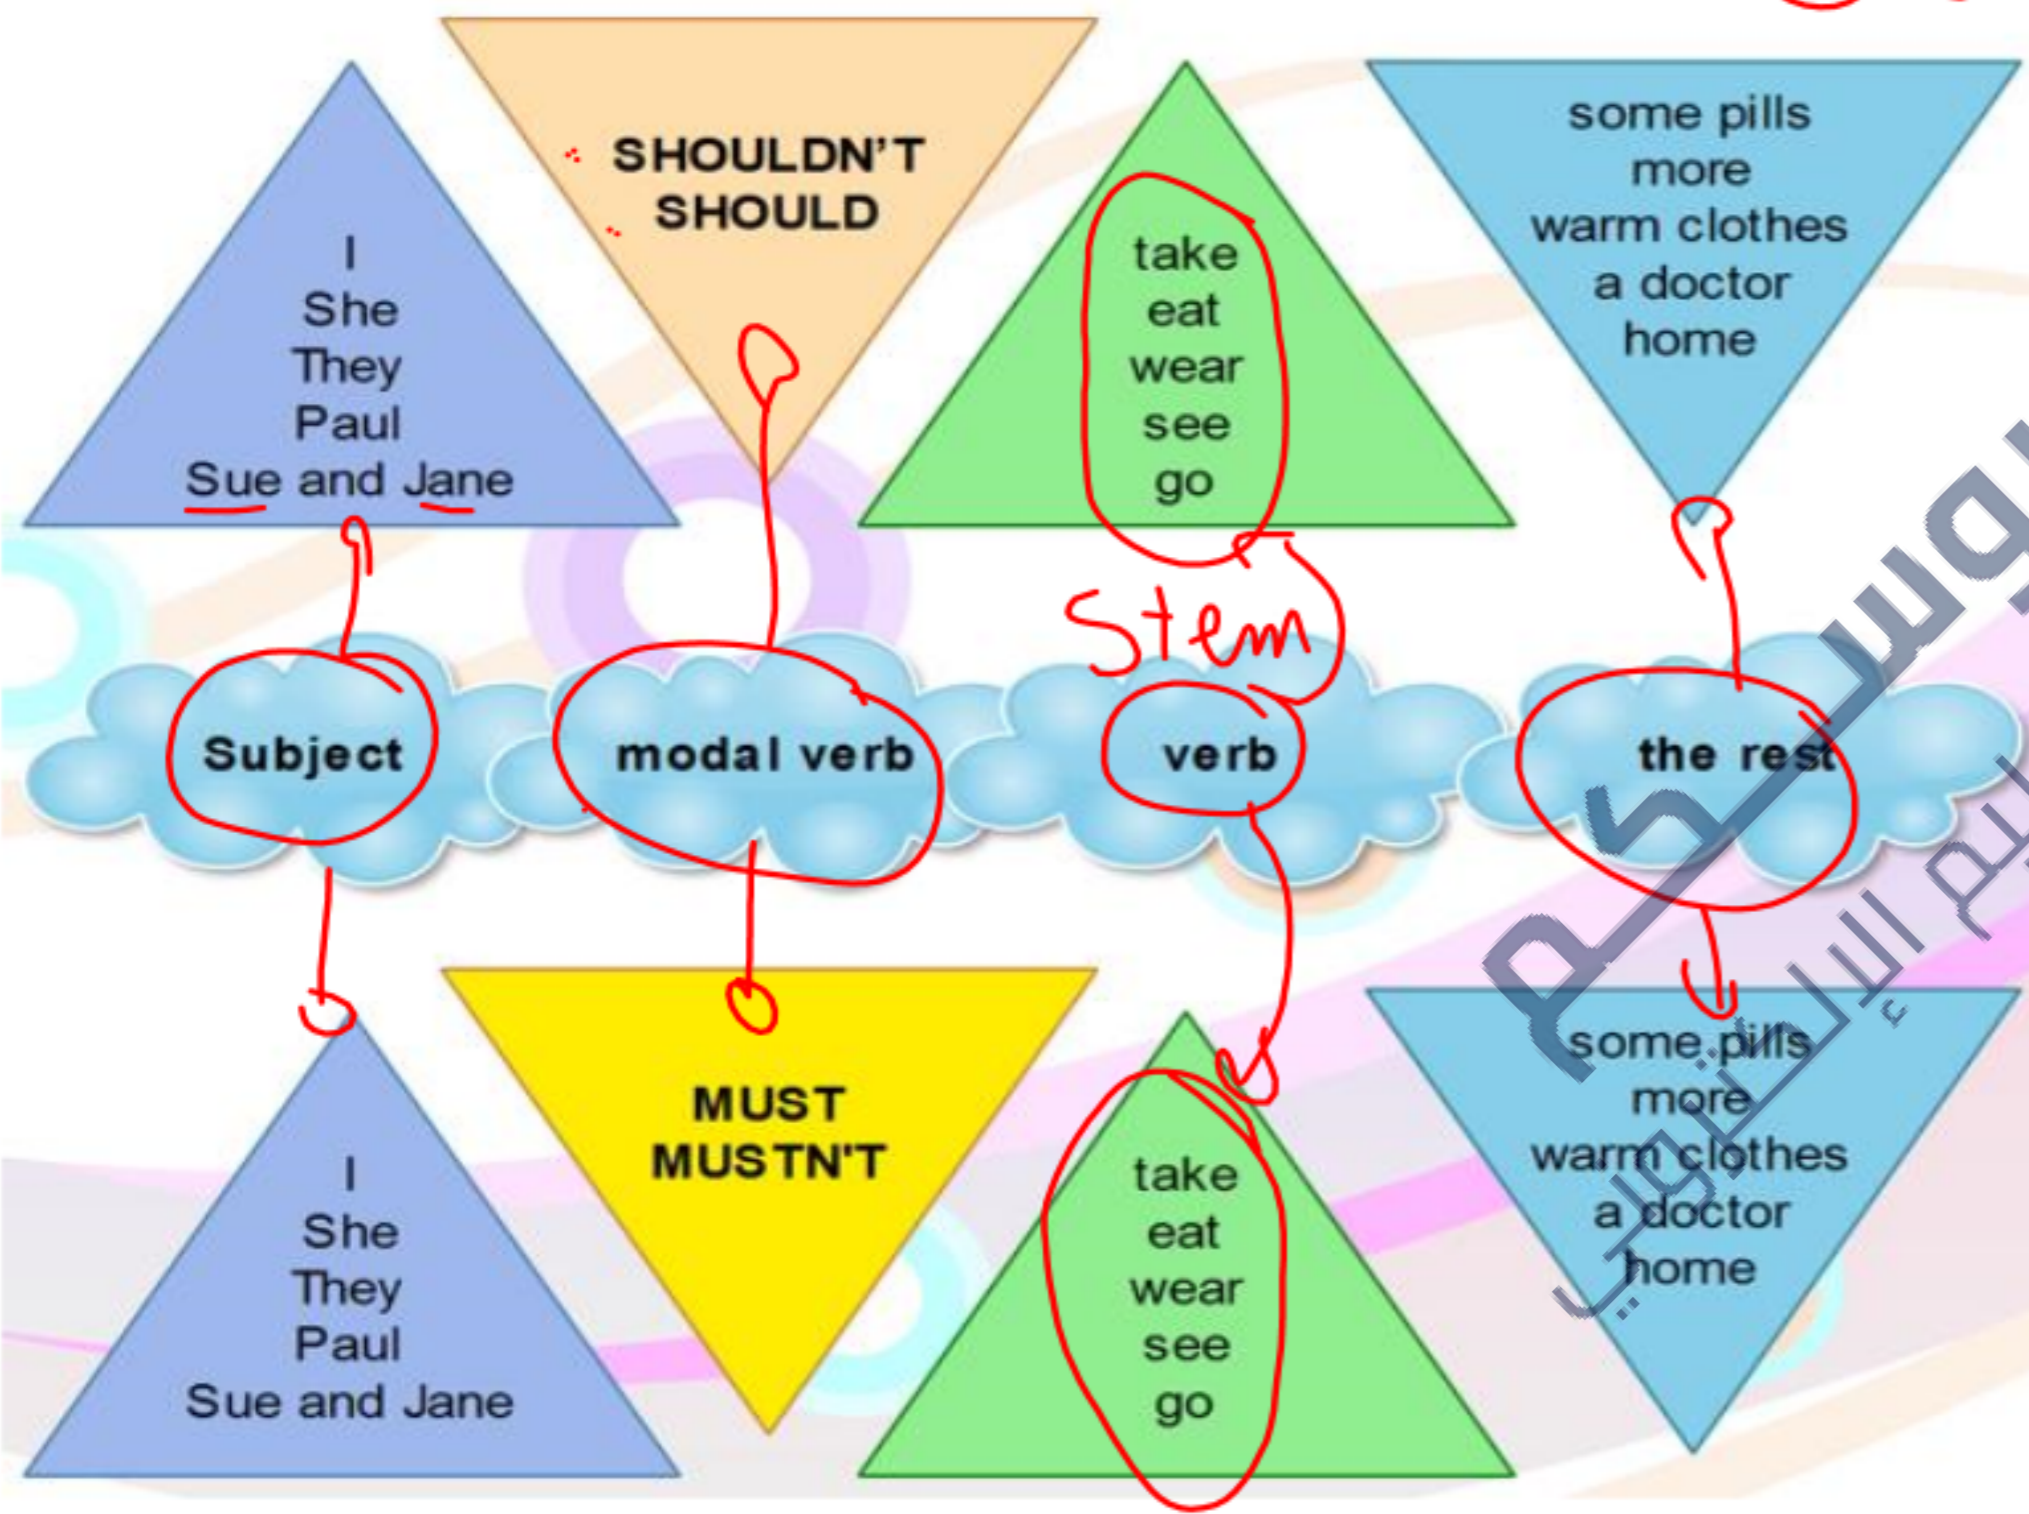 SHOULDN'T
SHOULD
I
She
They
Paul
Sue and Jane
take
eat
wear
see
go
some pills
more
warm clothes
a doctor
home
Stem
Subject
modal verb
verb
the rest
MUST
MUSTN'T
I
She
They
Paul
Sue and Jane
take
eat
wear
see
go
some pills
more
warm clothes
a doctor
home